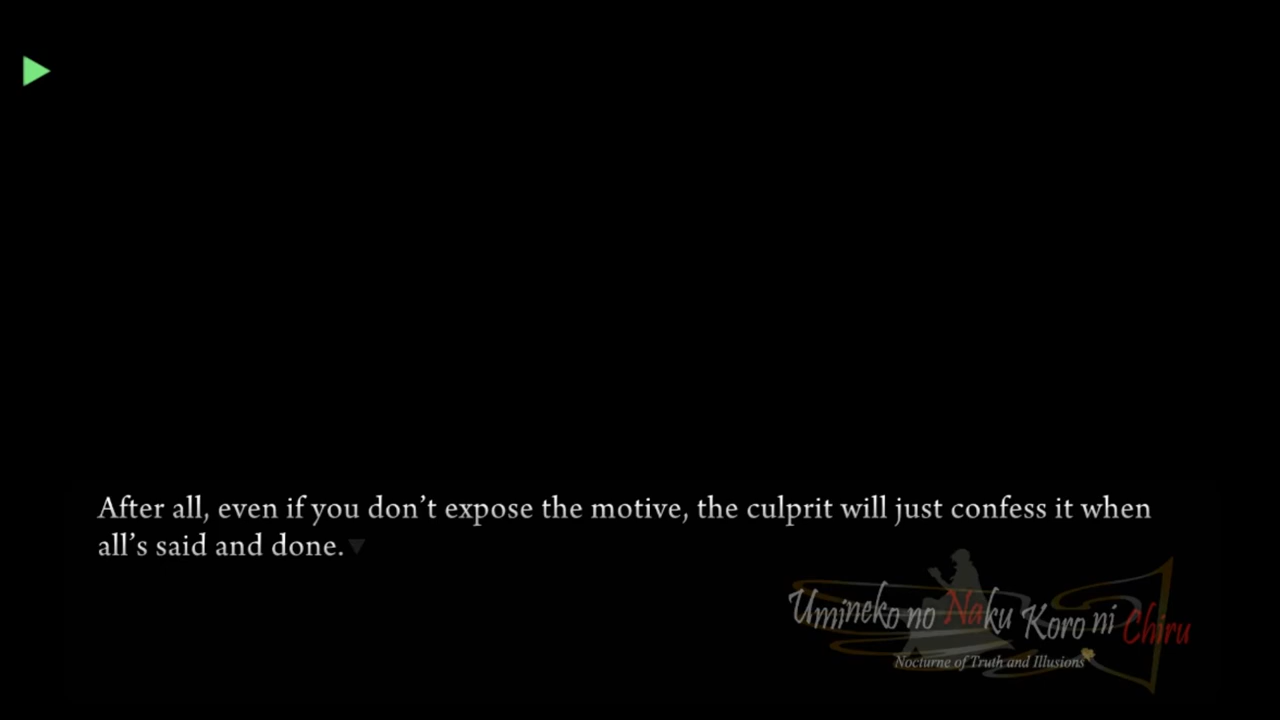 After all, even if you don’t expose the motive, the culprit will just confess it when
all’s said and done.
Umineko no Naku Koro ni Chiru
Nocturne of Truth and Illusions